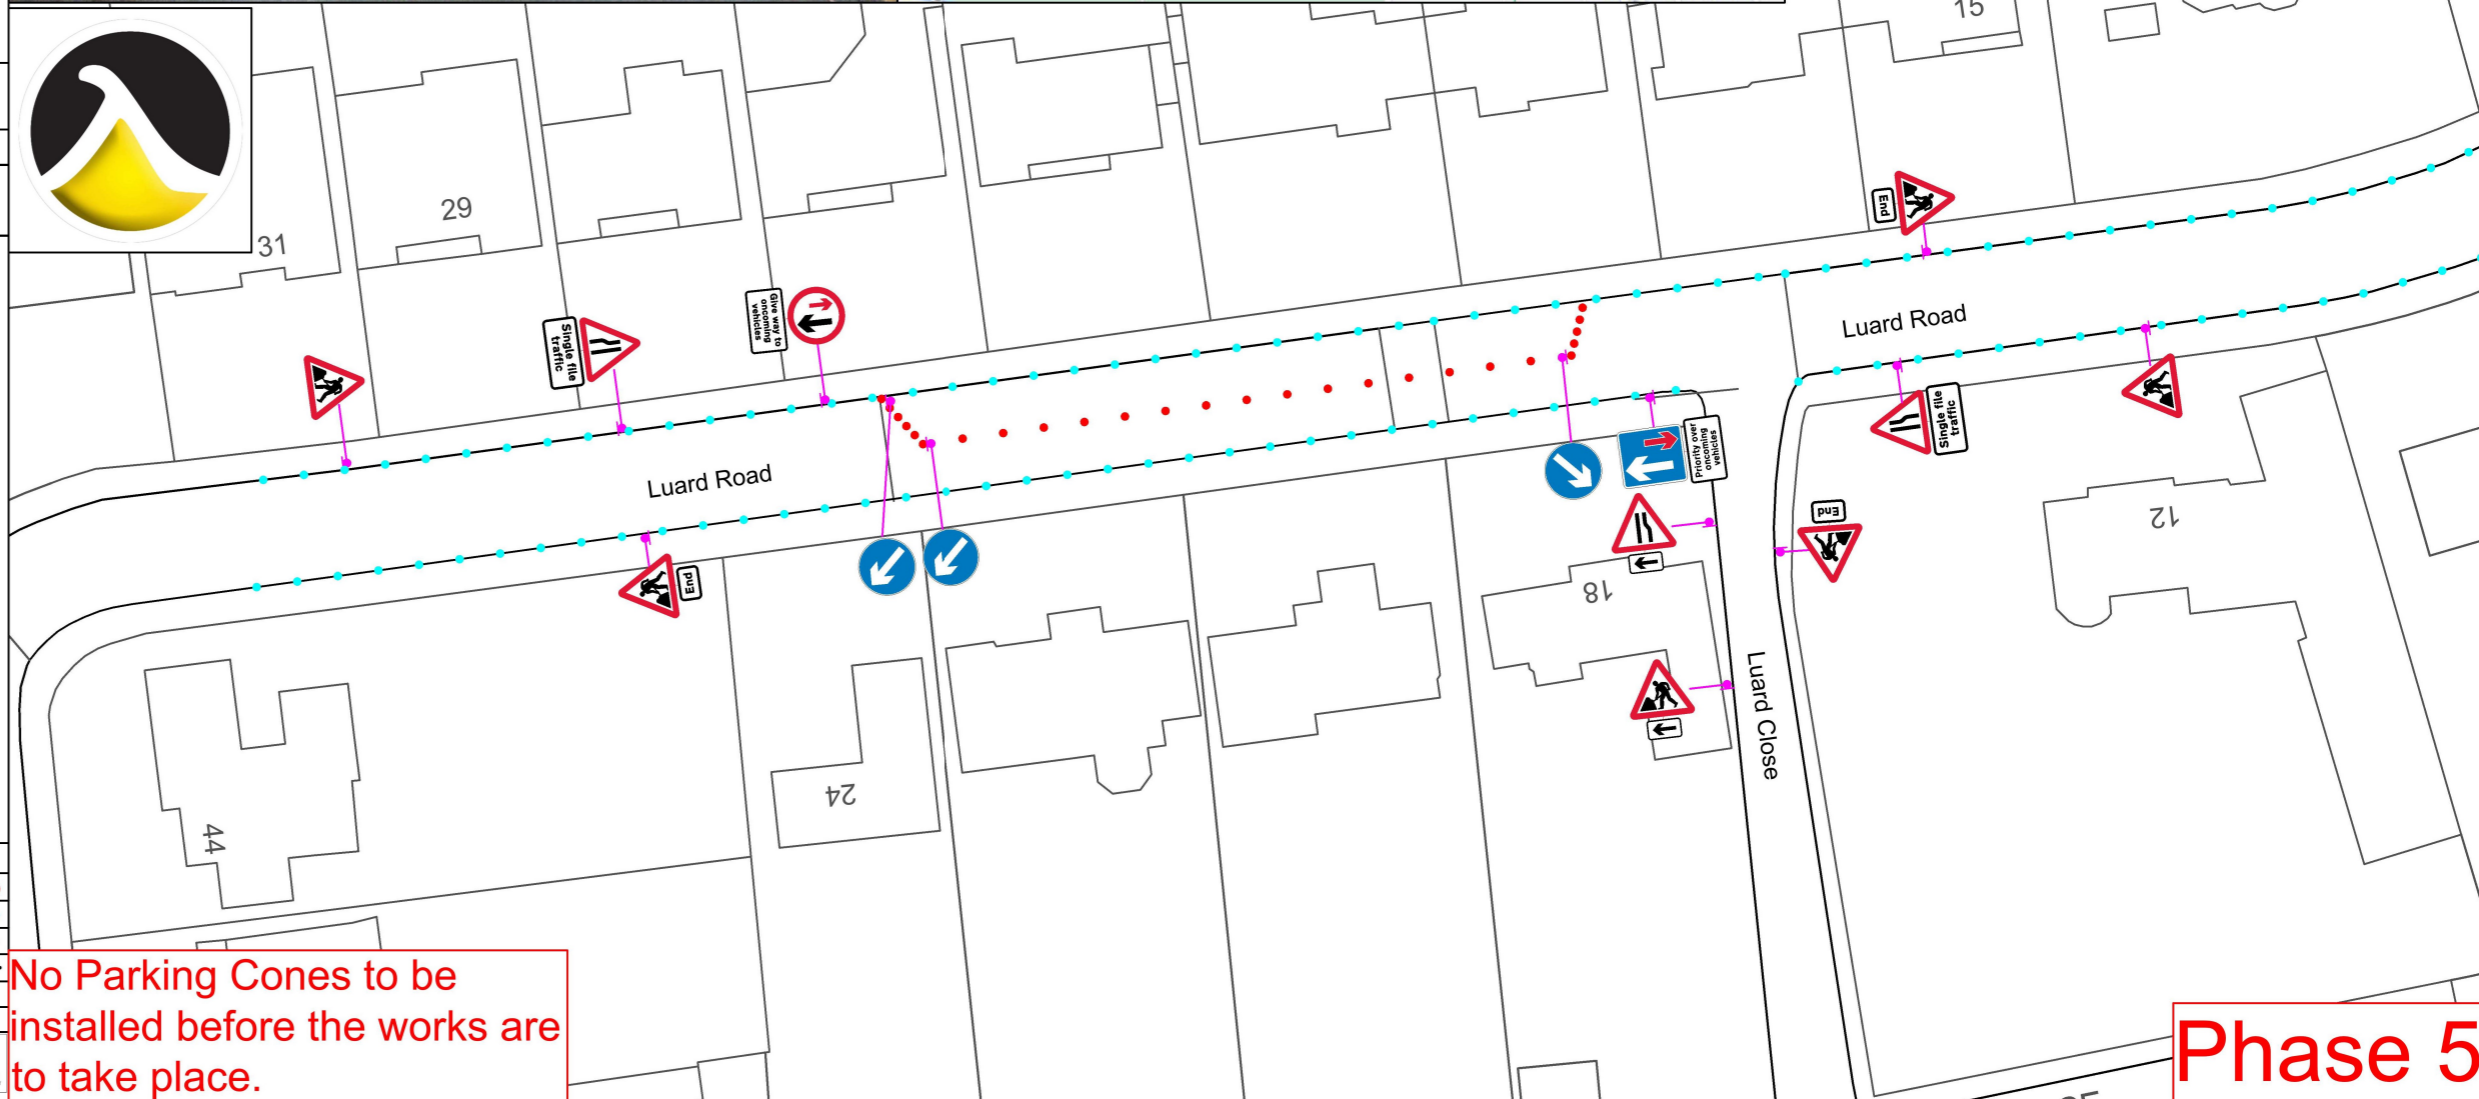 15
29
31
End
Luard Road
Give way to
oncoming
vehicles
Single file
traffic
Single file
traffic
Priority over
oncoming
vehicles
Luard Road
End
12
End
18
Luard Close
24
44
No Parking Cones to be
installed before the works are
to take place.
Phase 5